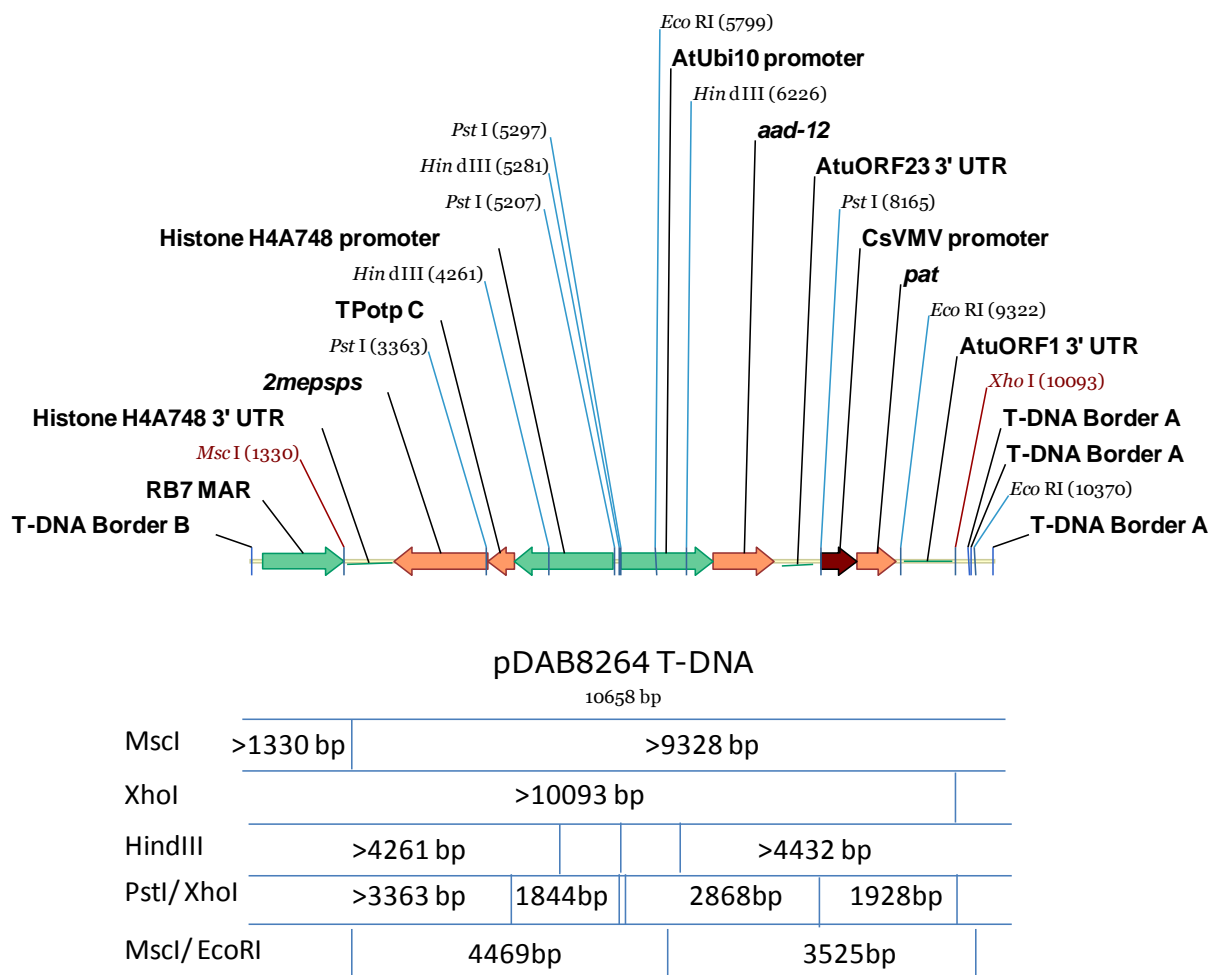 Eco RI (5799)
AtUbi10 promoter
Hin dIII (6226)
Pst I (5297)
aad-12
Hin dIII (5281)
AtuORF23 3' UTR
Pst I (5207)
Pst I (8165)
Histone H4A748 promoter
CsVMV promoter
Hin dIII (4261)
pat
TPotp C
Eco RI (9322)
Pst I (3363)
AtuORF1 3' UTR
2mepsps
Xho I (10093)
Histone H4A748 3' UTR
T-DNA Border A
Msc I (1330)
T-DNA Border A
RB7 MAR
Eco RI (10370)
T-DNA Border B
T-DNA Border A
pDAB8264 T-DNA
10658 bp
MscI >1330 bp >9328 bp
XhoI >10093 bp
HindIII >4261 bp >4432 bp
PstI/XhoI >3363 bp 1844bp 2868bp 1928bp
MscI/EcoRI 4469bp 3525bp